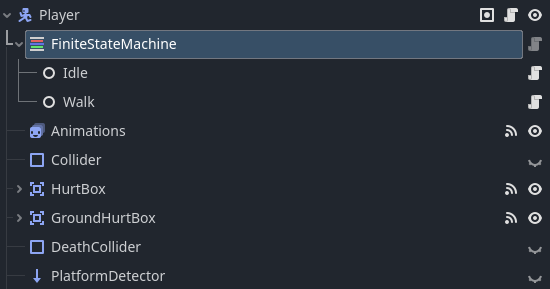 Player
FiniteStateMachine
Idle
Walk
Animations
Collider
HurtBox
GroundHurtBox
DeathCollider
PlatformDetector